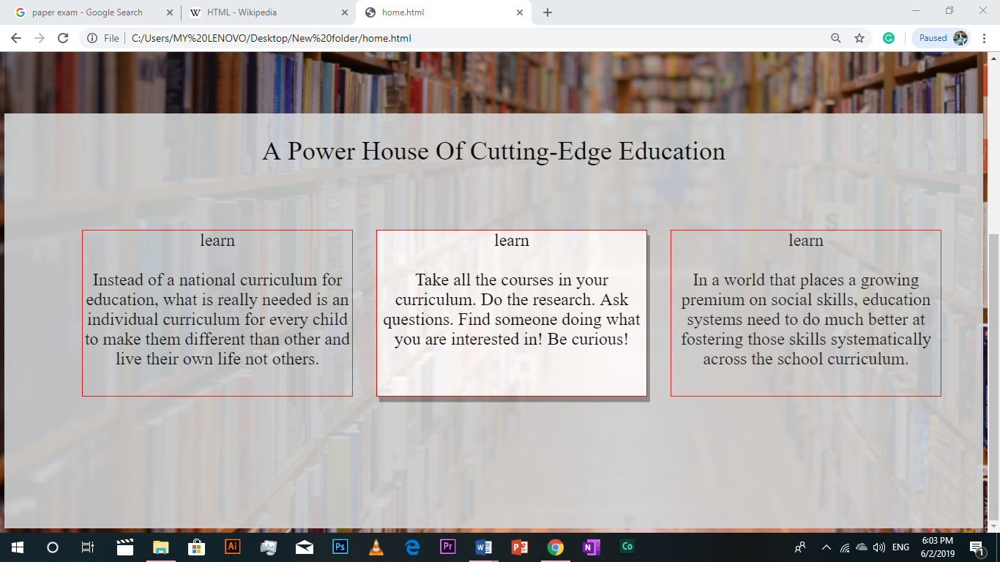 paper exam - Google Search
HTML - Wikipedia
home.html
File
C:/Users/MY%20LENOVO/Desktop/New%20folder/home.html
Paused
A Power House Of Cutting-Edge Education
learn
Instead of a national curriculum for
education, what is really needed is an
individual curriculum for every child
to make them different than other and
live their own life not others.
learn
Take all the courses in your
curriculum. Do the research. Ask
questions. Find someone doing what
you are interested in! Be curious!
learn
In a world that places a growing
premium on social skills, education
systems need to do much better at
fostering those skills systematically
across the school curriculum.
S
Ai
Ps
Pr
Co
ENG
6:03 PM
6/2/2019
1